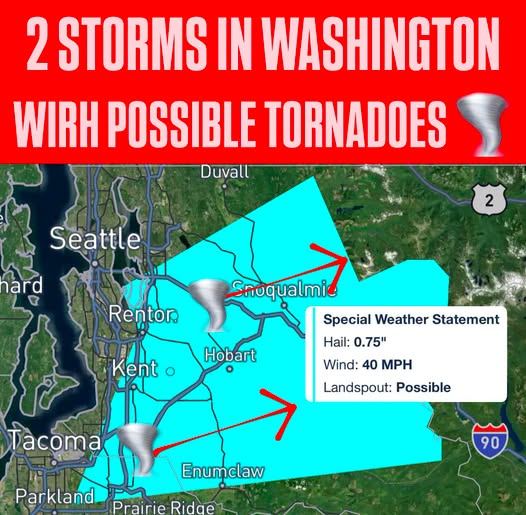 2 STORMS IN WASHINGTON
WIRH POSSIBLE TORNADOES
Duvall
2
Seattle
hard
Snoqualmie
Renton
Special Weather Statement
Hail: 0.75"
Wind: 40 MPH
Landspout: Possible
Hobart
Kent
Tacoma
90
Enumclaw
Parkland
Prairie Ridge